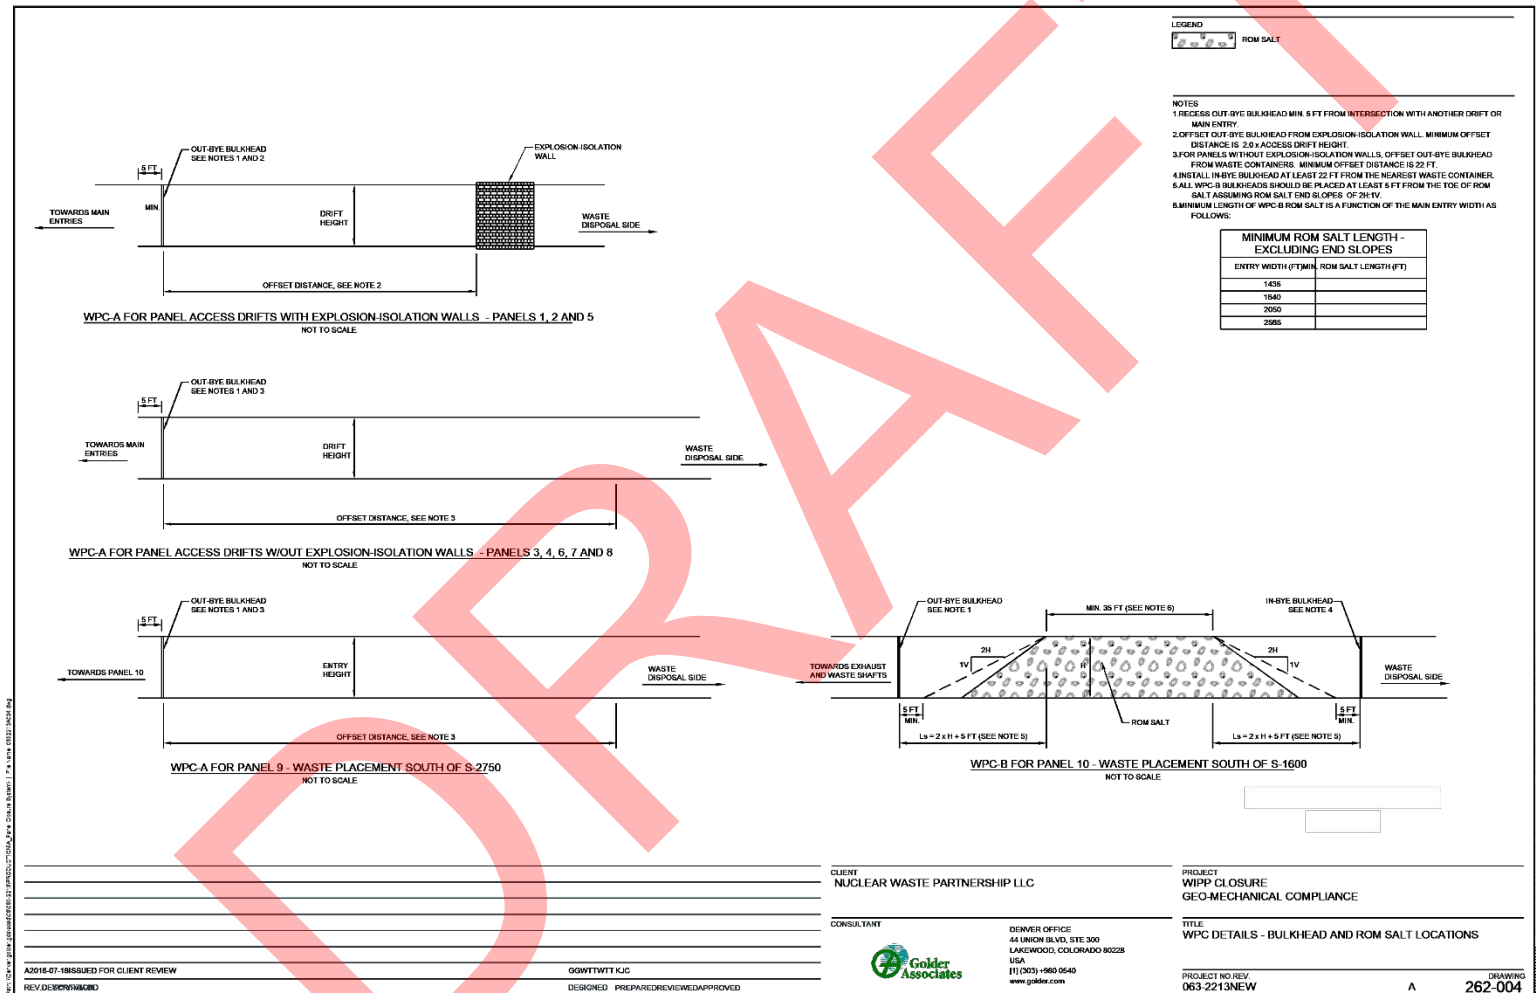 LEGEND
ROM SALT
NOTES
1.RECESS OUT-BYE BULKHEAD MIN. 5 FT FROM INTERSECTION WITH ANOTHER DRIFT OR
MAIN ENTRY.
2.OFFSET OUT-BYE BULKHEAD FROM EXPLOSION-ISOLATION WALL. MINIMUM OFFSET
DISTANCE IS 2.0 x ACCESS DRIFT HEIGHT.
3.FOR PANELS WITHOUT EXPLOSION-ISOLATION WALLS, OFFSET OUT-BYE BULKHEAD
FROM WASTE CONTAINERS. MINIMUM OFFSET DISTANCE IS 22 FT.
4.INSTALL IN-BYE BULKHEAD AT LEAST 22 FT FROM THE NEAREST WASTE CONTAINER.
5.ALL WPC-B BULKHEADS SHOULD BE PLACED AT LEAST 5 FT FROM THE TOE OF ROM
SALT ASSUMING ROM SALT END SLOPES OF 2H:1V.
6.MINIMUM LENGTH OF WPC-B ROM SALT IS A FUNCTION OF THE MAIN ENTRY WIDTH AS
FOLLOWS:
MINIMUM ROM SALT LENGTH -
EXCLUDING END SLOPES
ENTRY WIDTH (FT)MIN. ROM SALT LENGTH (FT)
1435
1640
2050
2565
OUT-BYE BULKHEAD
SEE NOTES 1 AND 2
EXPLOSION-ISOLATION
WALL
5 FT
MIN.
TOWARDS MAIN
ENTRIES
DRIFT
HEIGHT
WASTE
DISPOSAL SIDE
OFFSET DISTANCE, SEE NOTE 2
WPC-A FOR PANEL ACCESS DRIFTS WITH EXPLOSION-ISOLATION WALLS - PANELS 1, 2 AND 5
NOT TO SCALE
OUT-BYE BULKHEAD
SEE NOTES 1 AND 3
5 FT
TOWARDS MAIN
ENTRIES
DRIFT
HEIGHT
WASTE
DISPOSAL SIDE
OFFSET DISTANCE, SEE NOTE 3
WPC-A FOR PANEL ACCESS DRIFTS W/OUT EXPLOSION-ISOLATION WALLS - PANELS 3, 4, 6, 7 AND 8
NOT TO SCALE
OUT-BYE BULKHEAD
SEE NOTES 1 AND 3
5 FT
TOWARDS PANEL 10
ENTRY
HEIGHT
WASTE
DISPOSAL SIDE
OFFSET DISTANCE, SEE NOTE 3
WPC-A FOR PANEL 9 - WASTE PLACEMENT SOUTH OF S-2750
NOT TO SCALE
OUT-BYE BULKHEAD
SEE NOTE 1
MIN. 35 FT (SEE NOTE 6)
IN-BYE BULKHEAD
SEE NOTE 4
2H
1V
H
2H
1V
TOWARDS EXHAUST
AND WASTE SHAFTS
WASTE
DISPOSAL SIDE
5 FT
MIN.
ROM SALT
5 FT
MIN.
Ls = 2 x H + 5 FT (SEE NOTE 5)
Ls = 2 x H + 5 FT (SEE NOTE 5)
WPC-B FOR PANEL 10 - WASTE PLACEMENT SOUTH OF S-1600
NOT TO SCALE
DRAFT
CLIENT
NUCLEAR WASTE PARTNERSHIP LLC
PROJECT
WIPP CLOSURE
GEO-MECHANICAL COMPLIANCE
CONSULTANT
Golder
Associates
DENVER OFFICE
44 UNION BLVD, STE 300
LAKEWOOD, COLORADO 80228
USA
[1] (303) +980 0540
www.golder.com
TITLE
WPC DETAILS - BULKHEAD AND ROM SALT LOCATIONS
A2016-07-18ISSUED FOR CLIENT REVIEW
GGWTTWTT KJC
DESIGNED PREPAREDREVIEWEDAPPROVED
PROJECT NO.REV.
063-2213NEW
A
DRAWING
262-004